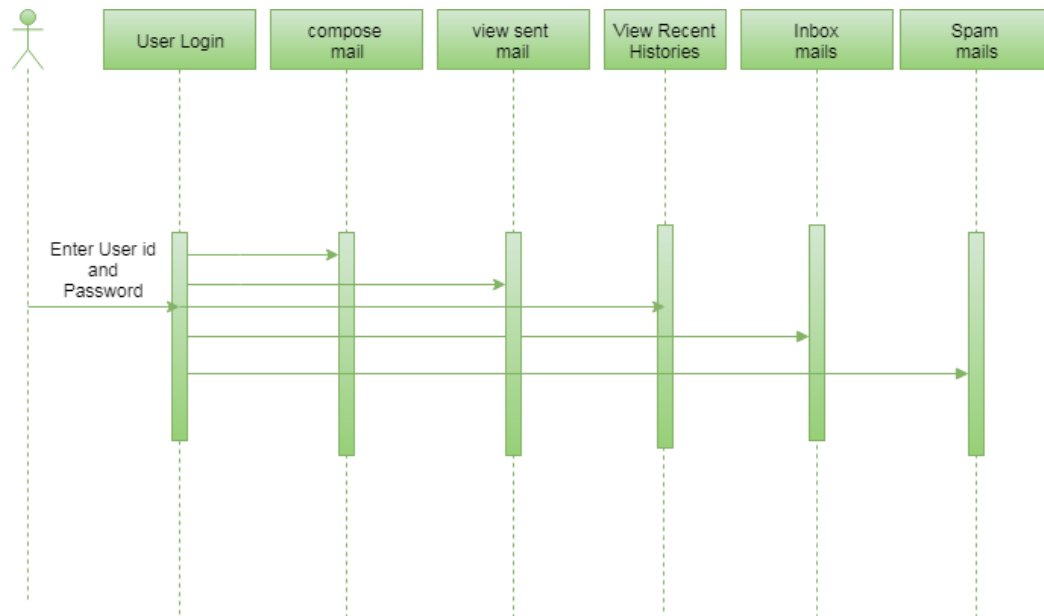 User Login
compose
mail
view sent
mail
View Recent
Histories
Inbox
mails
Spam
mails
Enter User id
and
Password